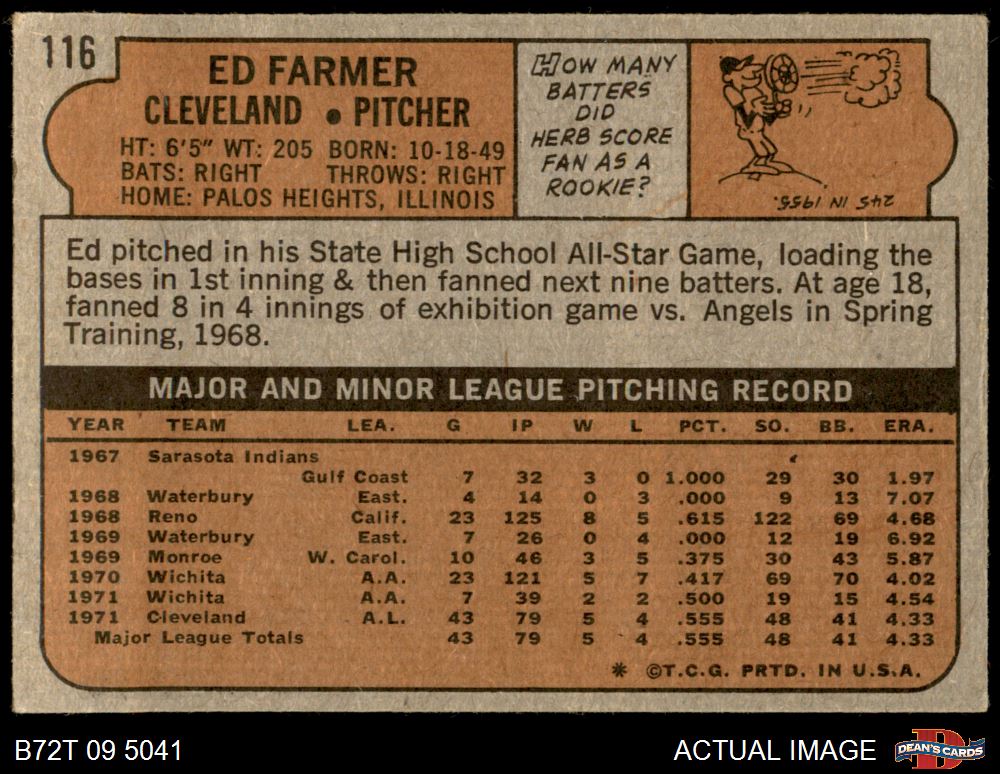 116
ED FARMER
CLEVELAND • PITCHER
HT: 6'5" WT: 205 BORN: 10-18-49
BATS: RIGHT THROWS: RIGHT
HOME: PALOS HEIGHTS, ILLINOIS
HOW MANY
BATTERS
DID
HERB SCORE
FAN AS A
ROOKIE?
245 IN 1955.
Ed pitched in his State High School All-Star Game, loading the
bases in 1st inning & then fanned next nine batters. At age 18,
fanned 8 in 4 innings of exhibition game vs. Angels in Spring
Training, 1968.
MAJOR AND MINOR LEAGUE PITCHING RECORD
YEAR TEAM LEA. G IP W L PCT. SO. BB. ERA.
1967 Sarasota Indians
Gulf Coast 7 32 3 0 1.000 29 30 1.97
1968 Waterbury East. 4 14 0 3 .000 9 13 7.07
1968 Reno Calif. 23 125 8 5 .615 122 69 4.68
1969 Waterbury East. 7 26 0 4 .000 12 19 6.92
1969 Monroe W. Carol. 10 46 3 5 .375 30 43 5.87
1970 Wichita A.A. 23 121 5 7 .417 69 70 4.02
1971 Wichita A.A. 7 39 2 2 .500 19 15 4.54
1971 Cleveland A.L. 43 79 5 4 .555 48 41 4.33
Major League Totals 43 79 5 4 .555 48 41 4.33
* ©T.C.G. PRTD. IN U.S.A.
B72T 09 5041
ACTUAL IMAGE
D
DEAN'S CARDS